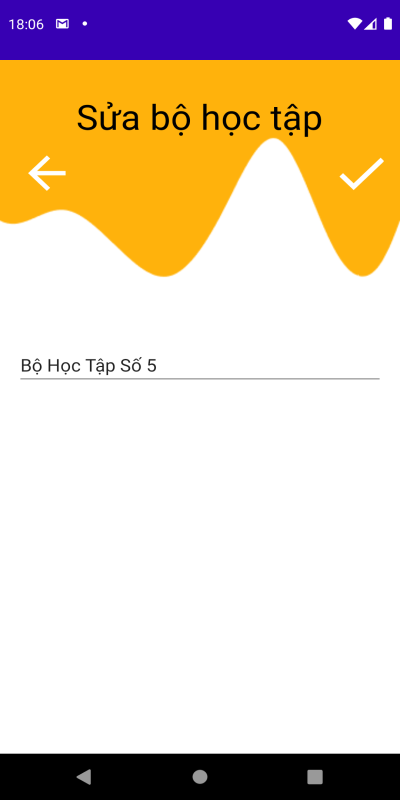 18:06
Sửa bộ học tập
Bộ Học Tập Số 5